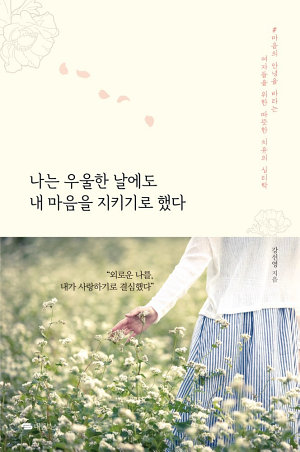 #마음의 안녕을 바라는
여자들을 위한 따뜻한 치유의 심리학
나는 우울한 날에도
내 마음을 지키기로 했다
“외로운 나를,
내가 사랑하기로 결심했다”
강선영 지음